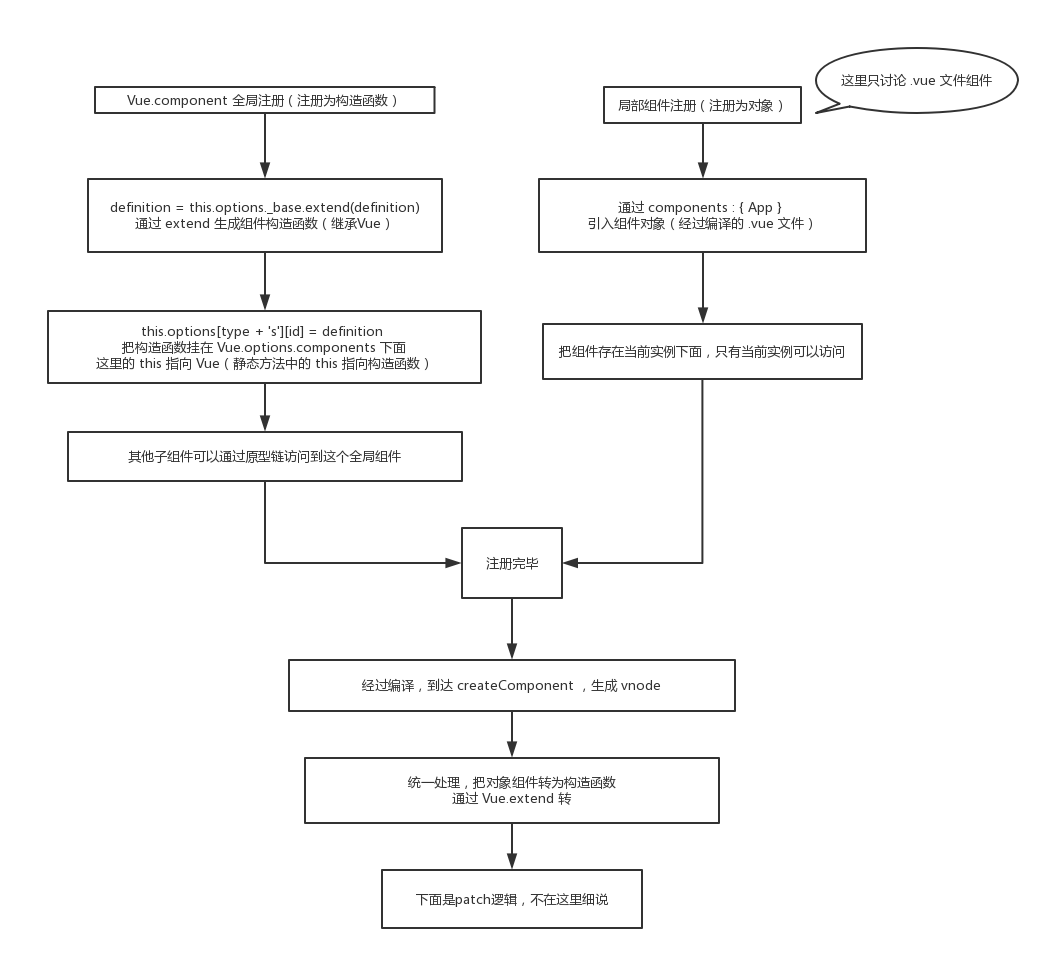 这里只讨论 .vue 文件组件
Vue.component 全局注册（注册为构造函数）
局部组件注册（注册为对象）
definition = this.options._base.extend(definition)
通过 extend 生成组件构造函数（继承Vue）
通过 components : { App }
引入组件对象（经过编译的 .vue 文件）
this.options[type + 's'][id] = definition
把构造函数挂在 Vue.options.components 下面
这里的 this 指向 Vue（静态方法中的 this 指向构造函数）
把组件存在当前实例下面，只有当前实例可以访问
其他子组件可以通过原型链访问到这个全局组件
注册完毕
经过编译，到达 createComponent ，生成 vnode
统一处理，把对象组件转为构造函数
通过 Vue.extend 转
下面是patch逻辑，不在这里细说